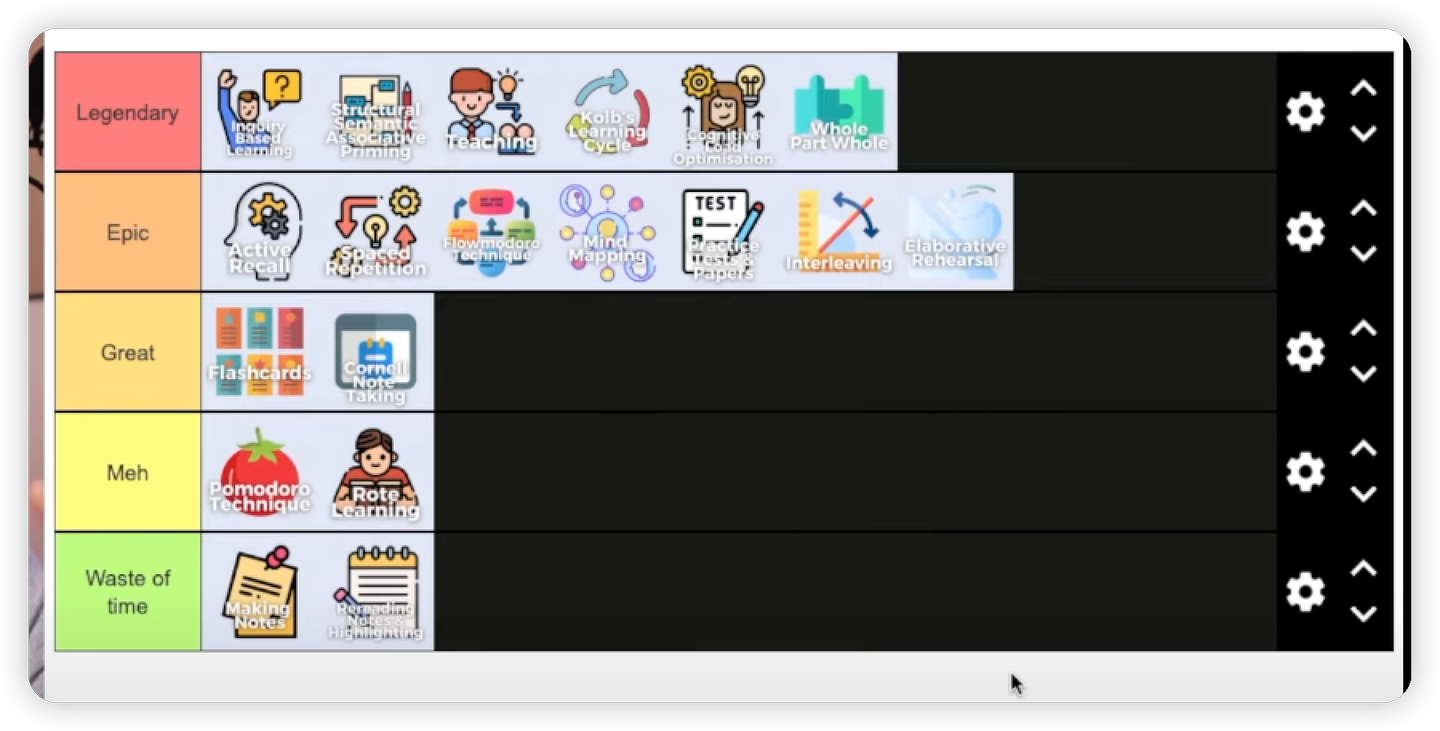 Legendary
?
Inquiry
Based
Learning
Structural
Semantic
Associative
Priming
Teaching
Kolb's
Learning
Cycle
Cognitive
Load
Optimisation
Whole
Part Whole
Epic
Active
Recall
Spaced
Repetition
Flowmodoro
Technique
Mind
Mapping
TEST
Practice
Tests &
Papers
Interleaving
Elaborative
Rehearsal
Great
Flashcards
Cornell
Note
Taking
Meh
Pomodoro
Technique
Rote
Learning
Waste of
time
Making
Notes
Rereading
Notes &
Highlighting